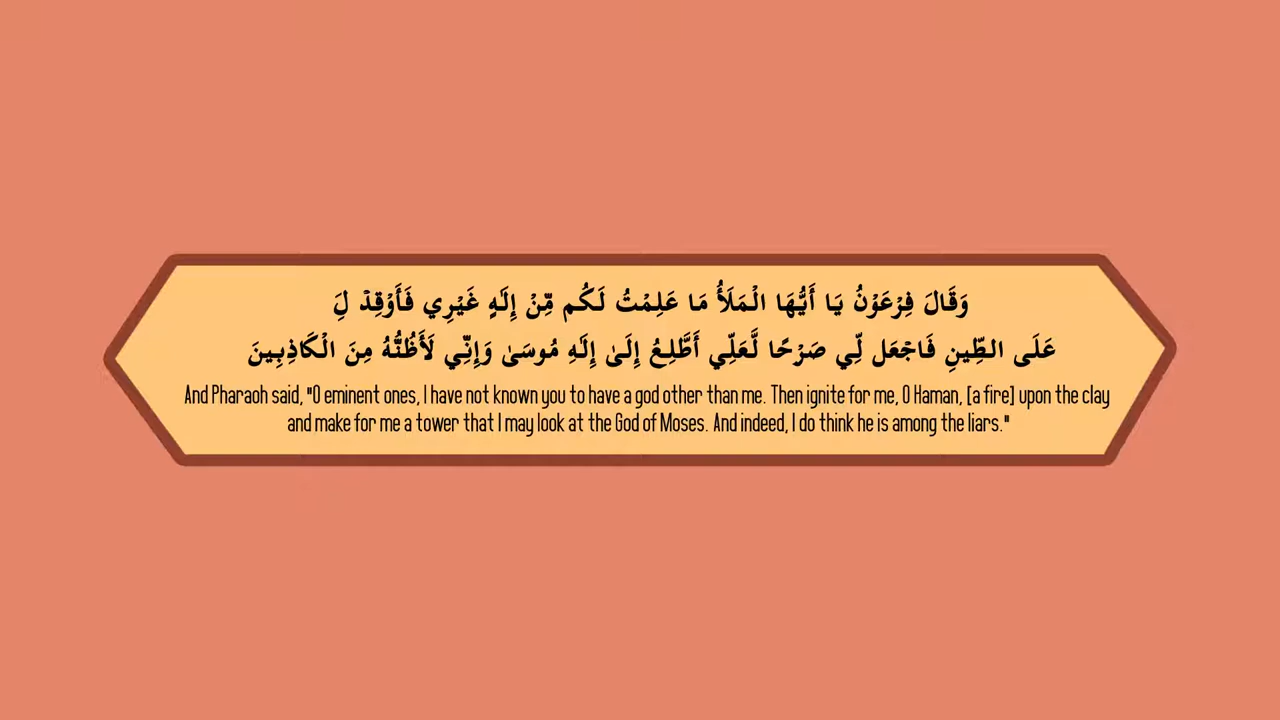 وَقَالَ فِرْعَوْنُ يَا أَيُّهَا الْمَلَأُ مَا عَلِمْتُ لَكُم مِّنْ إِلَٰهٍ غَيْرِي فَأَوْقِدْ لِ
عَلَى الطِّينِ فَاجْعَل لِّي صَرْحًا لَّعَلِّي أَطَّلِعُ إِلَىٰ إِلَٰهِ مُوسَىٰ وَإِنِّي لَأَظُنُّهُ مِنَ الْكَاذِبِينَ
And Pharaoh said, "O eminent ones, I have not known you to have a god other than me. Then ignite for me, O Haman, [a fire] upon the clay
and make for me a tower that I may look at the God of Moses. And indeed, I do think he is among the liars."